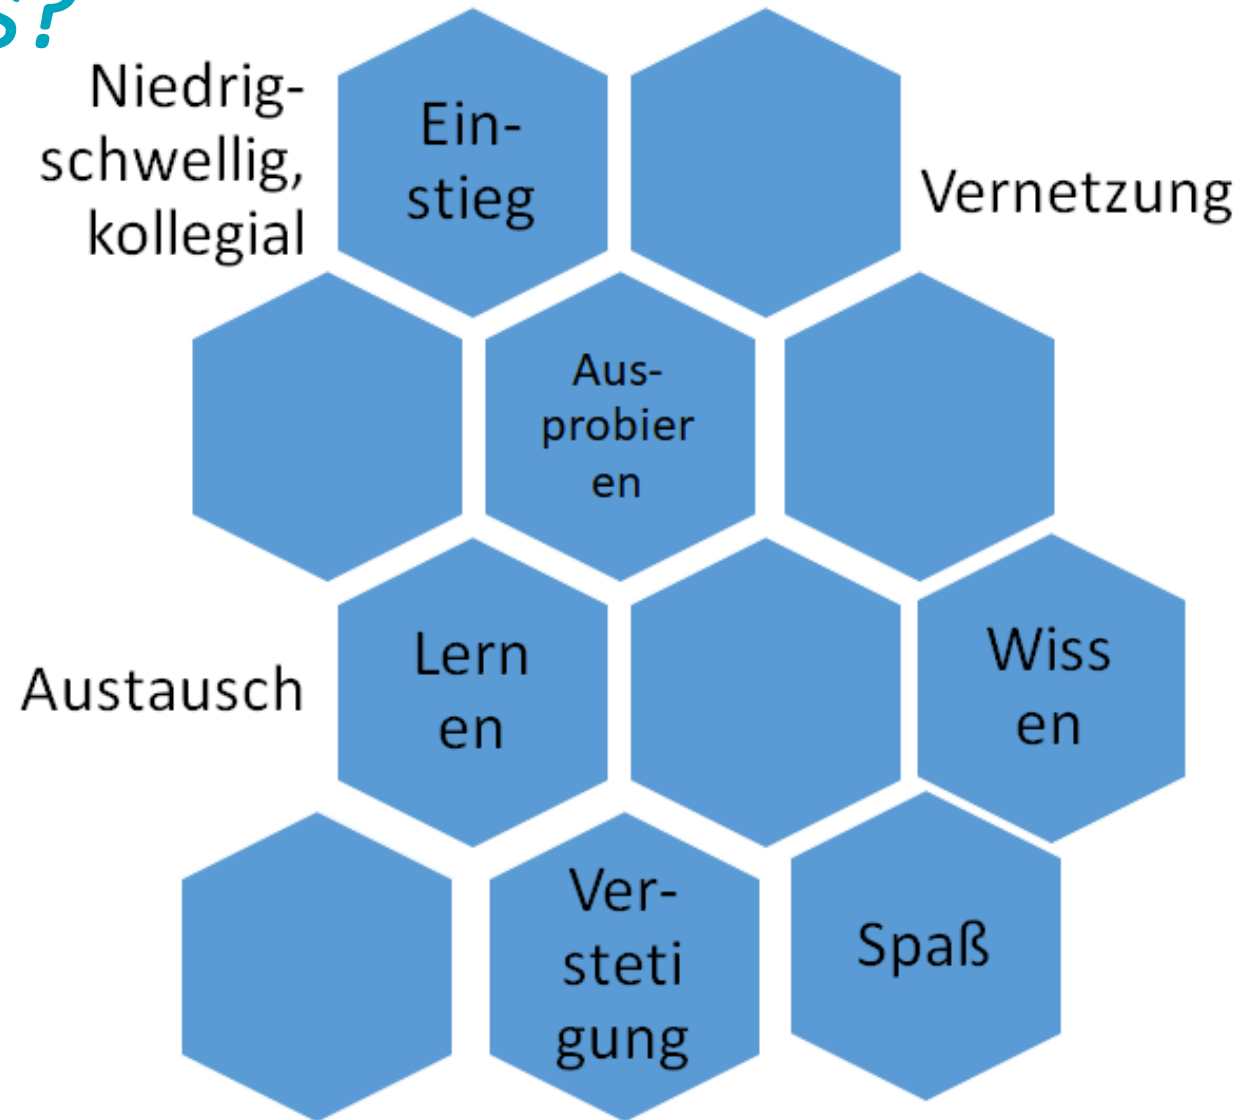 s?
Niedrig-
schwellig,
kollegial
Ein-
stieg
Vernetzung
Aus-
probier
en
Austausch
Lern
en
Wiss
en
Ver-
steti
gung
Spaß